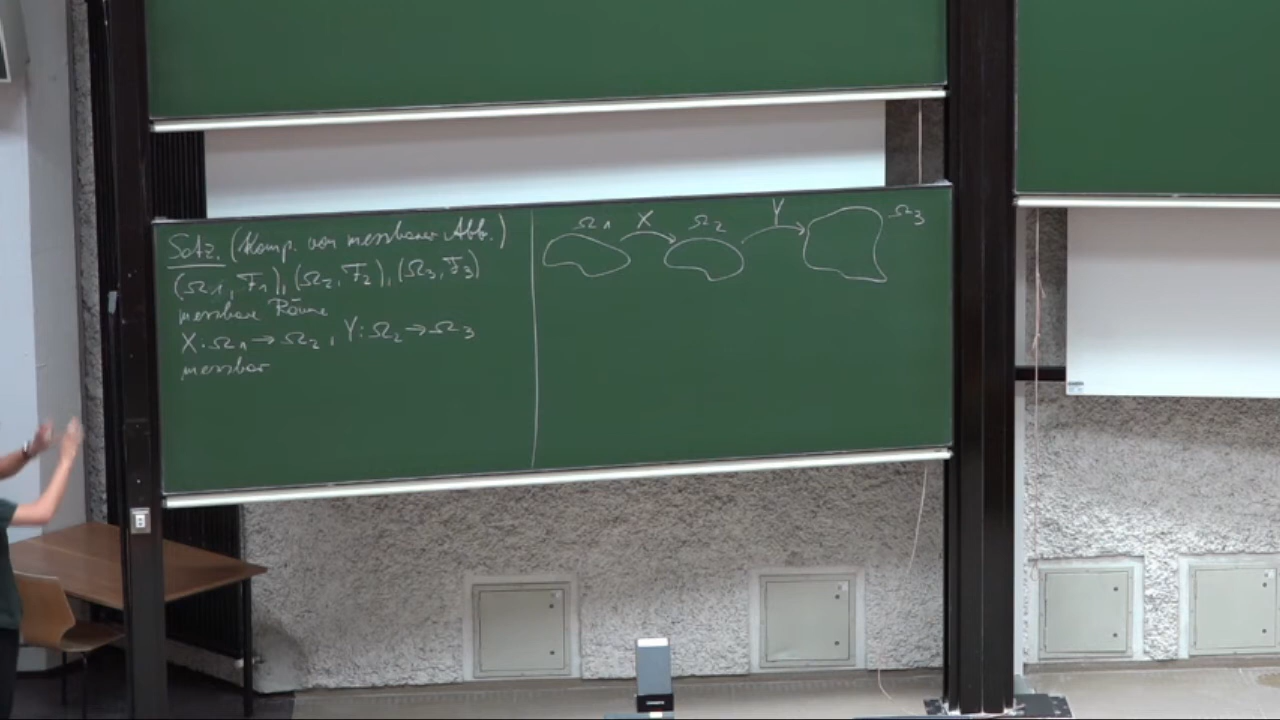 Satz. (Komp. von messbarer Abb.)
(Ω1, F1), (Ω2, F2), (Ω3, F3)
messbare Räume
X: Ω1 → Ω2, Y: Ω2 → Ω3
messbar
Ω1 X Ω2 Y Ω3